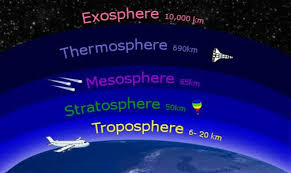 Exosphere 10,000 km
Thermosphere 690km
Mesosphere 85km
Stratosphere 50km
Troposphere 6- 20 km